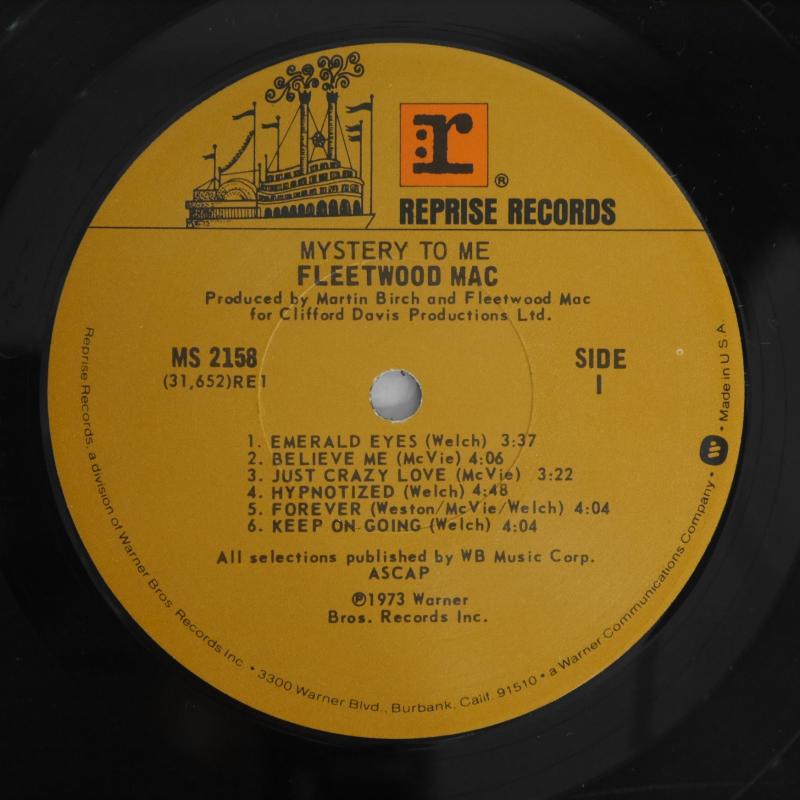 r
®
REPRISE RECORDS
MYSTERY TO ME
FLEETWOOD MAC
Produced by Martin Birch and Fleetwood Mac
for Clifford Davis Productions Ltd.
MS 2158
(31,652)RE1
SIDE
1
1. EMERALD EYES (Welch) 3:37
2. BELIEVE ME (McVie) 4:06
3. JUST CRAZY LOVE (McVie) 3:22
4. HYPNOTIZED (Welch) 4:48
5. FOREVER (Weston/McVie/Welch) 4:04
6. KEEP ON GOING (Welch) 4:04
All selections published by WB Music Corp.
ASCAP
℗1973 Warner
Bros. Records Inc.
Reprise Records, a division of Warner Bros. Records Inc. • 3300 Warner Blvd., Burbank, Calif. 91510 • a Warner Communications Company • Made in U.S.A.